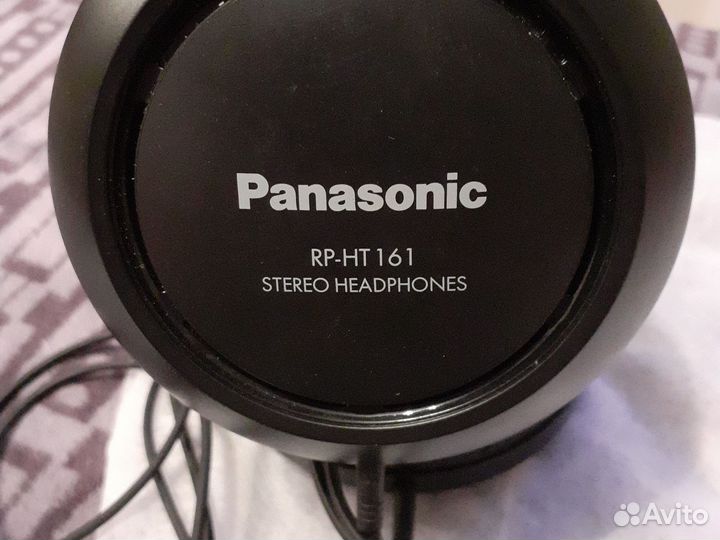 Panasonic
RP-HT161
STEREO HEADPHONES
Avito